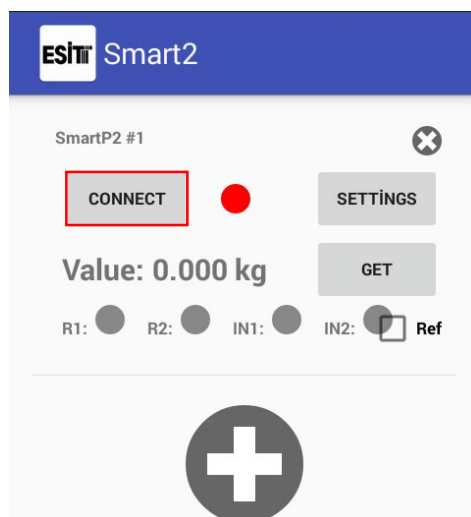 ESİT Smart2
SmartP2 #1
CONNECT
SETTİNGS
Value: 0.000 kg
GET
R1: R2: IN1: IN2: Ref